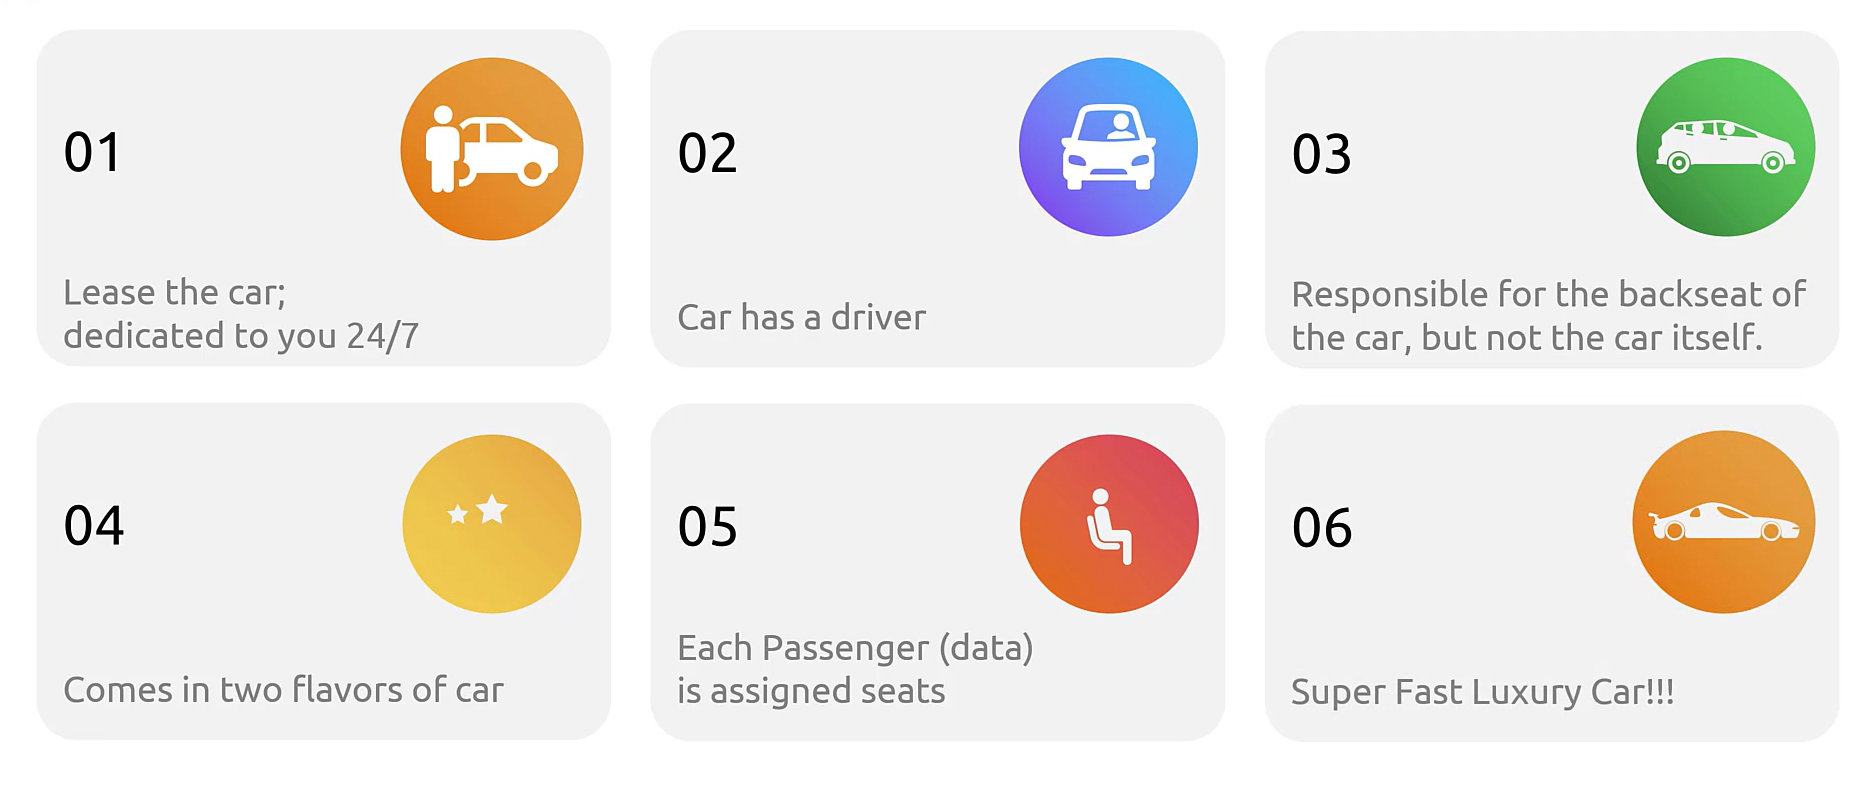 01
Lease the car;
dedicated to you 24/7
02
Car has a driver
03
Responsible for the backseat of
the car, but not the car itself.
04
Comes in two flavors of car
05
Each Passenger (data)
is assigned seats
06
Super Fast Luxury Car!!!